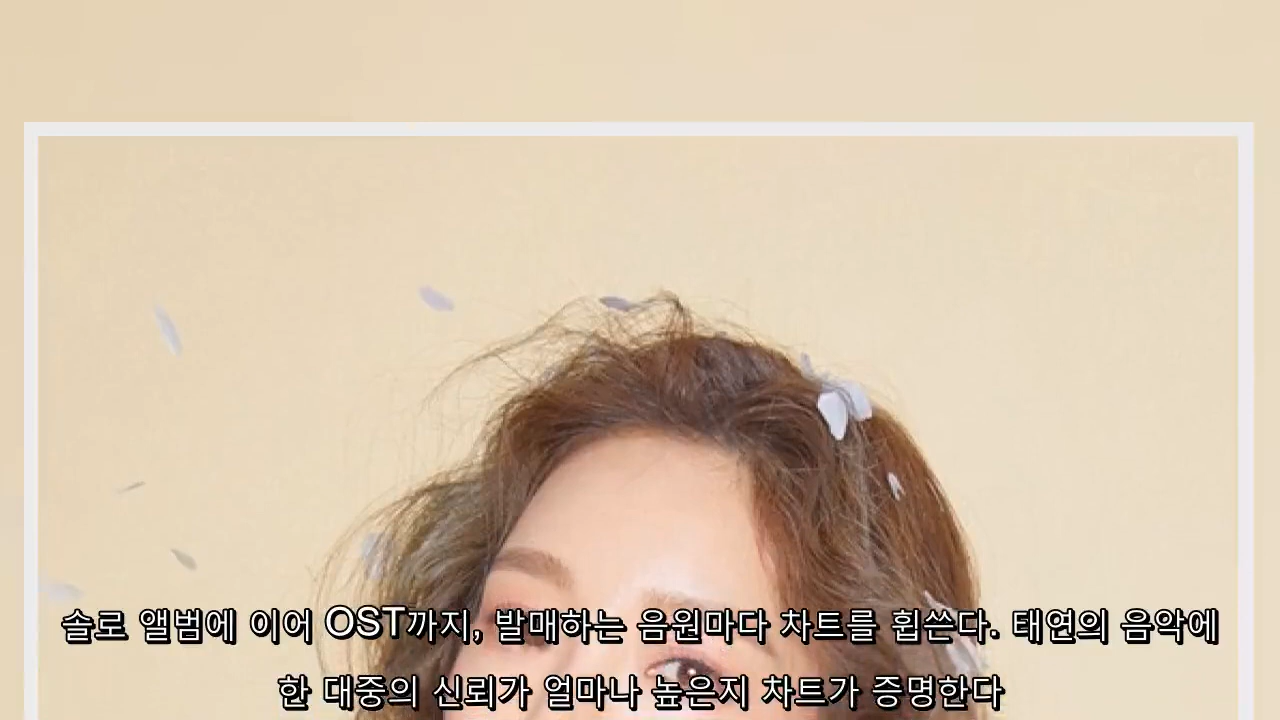 솔로 앨범에 이어 OST까지, 발매하는 음원마다 차트를 휩쓴다. 태연의 음악에
한 대중의 신뢰가 얼마나 높은지 차트가 증명한다